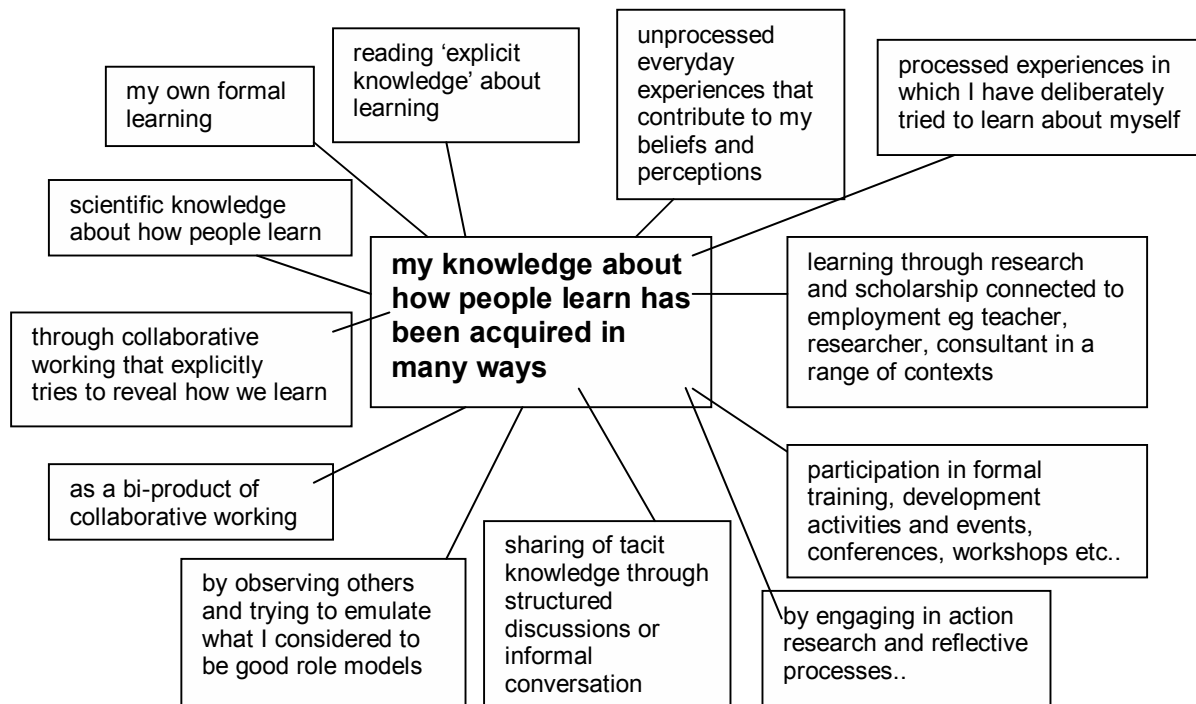 reading ‘explicit
knowledge’ about
learning
unprocessed
everyday
experiences that
contribute to my
beliefs and
perceptions
processed experiences in
which I have deliberately
tried to learn about myself
my own formal
learning
scientific knowledge
about how people learn
my knowledge about
how people learn has
been acquired in
many ways
learning through research
and scholarship connected to
employment eg teacher,
researcher, consultant in a
range of contexts
through collaborative
working that explicitly
tries to reveal how we learn
as a bi-product of
collaborative working
participation in formal
training, development
activities and events,
conferences, workshops etc..
by observing others
and trying to emulate
what I considered to
be good role models
sharing of tacit
knowledge through
structured
discussions or
informal
conversation
by engaging in action
research and reflective
processes..